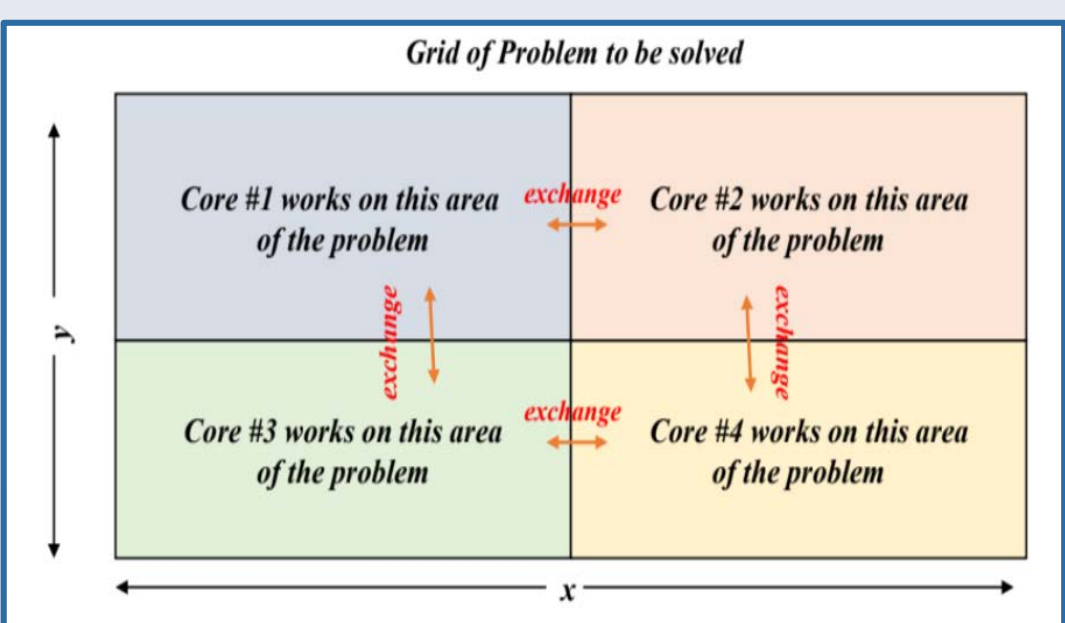 Grid of Problem to be solved
Core #1 works on this area
of the problem
exchange
Core #2 works on this area
of the problem
exchange
exchange
y
Core #3 works on this area
of the problem
exchange
Core #4 works on this area
of the problem
x